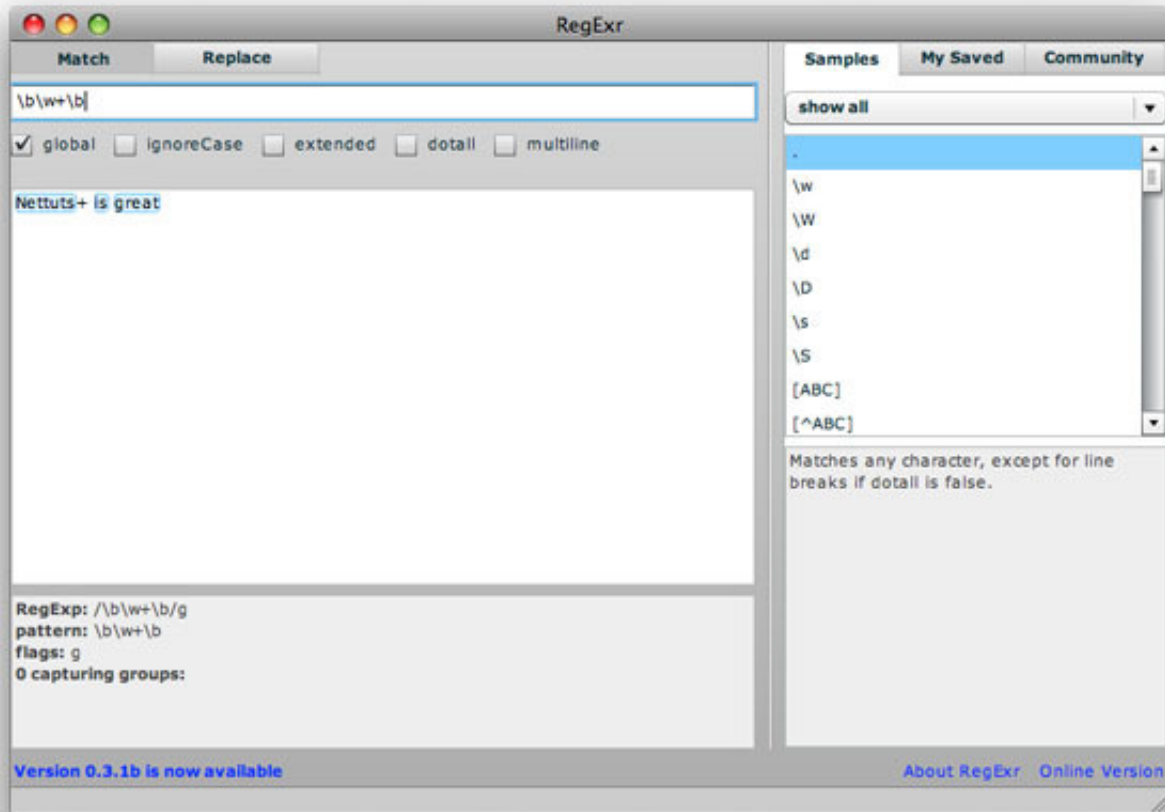 RegExr
Match Replace
\b\w+\b
global ignoreCase extended dotall multiline
Nettuts+ is great
RegExp: /\b\w+\b/g
pattern: \b\w+\b
flags: g
0 capturing groups:
Samples My Saved Community
show all
.
\w
\W
\d
\D
\s
\S
[ABC]
[^ABC]
Matches any character, except for line
breaks if dotall is false.
Version 0.3.1b is now available
About RegExr Online Version